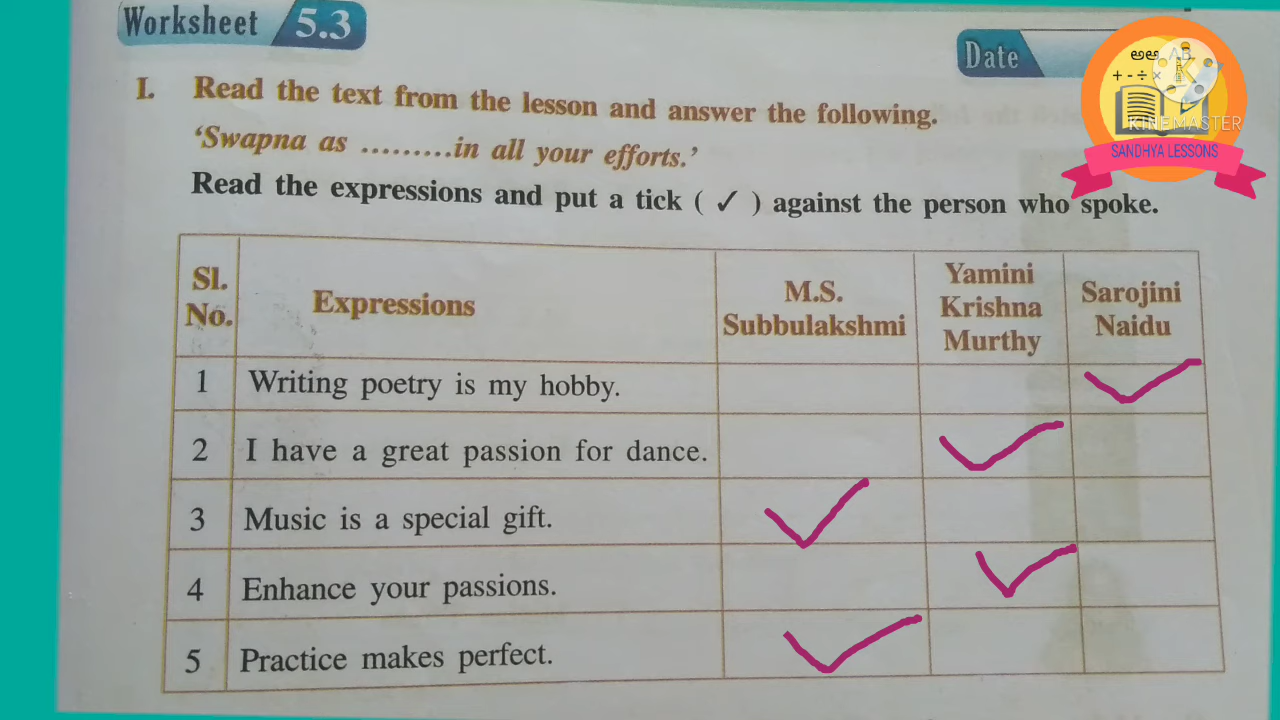 Worksheet 5.3
Date
I. Read the text from the lesson and answer the following.
‘Swapna as .........in all your efforts.’
Read the expressions and put a tick ( ✓ ) against the person who spoke.
Sl. No. Expressions M.S. Subbulakshmi Yamini Krishna Murthy Sarojini Naidu
1 Writing poetry is my hobby. ✓
2 I have a great passion for dance. ✓
3 Music is a special gift. ✓
4 Enhance your passions. ✓
5 Practice makes perfect. ✓
+ - ÷ ×
KINEMASTER
SANDHYA LESSONS